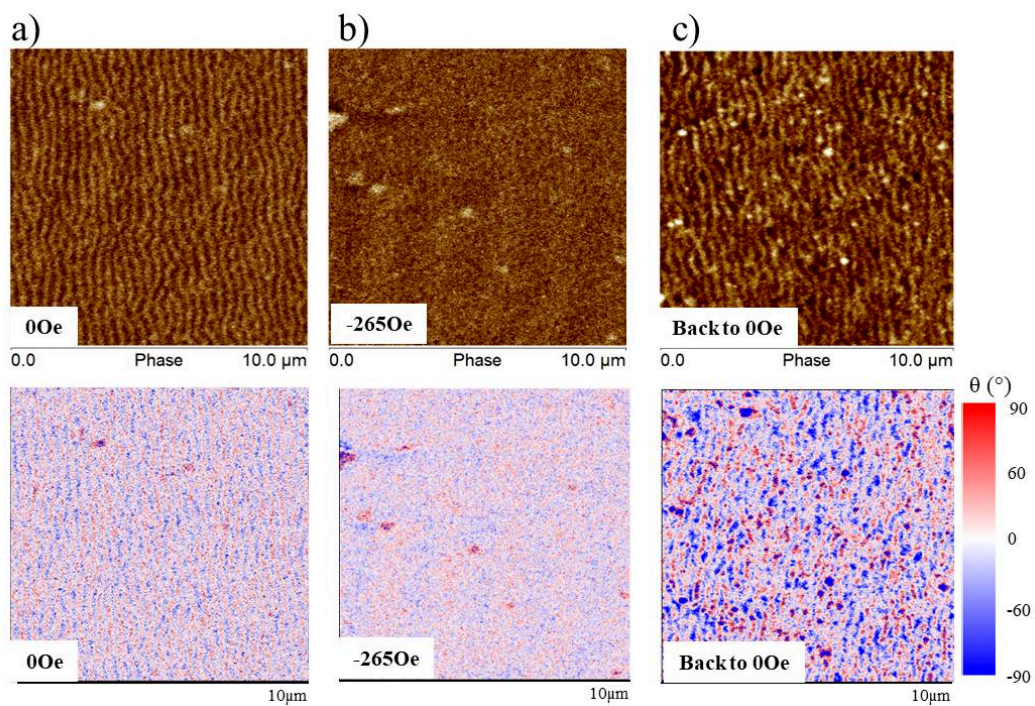 a)
b)
c)
0Oe
-265Oe
Back to 0Oe
0.0 Phase 10.0 µm
0.0 Phase 10.0 µm
0.0 Phase 10.0 µm
θ (°)
90
60
0
-60
-90
0Oe
-265Oe
Back to 0Oe
10µm
10µm
10µm